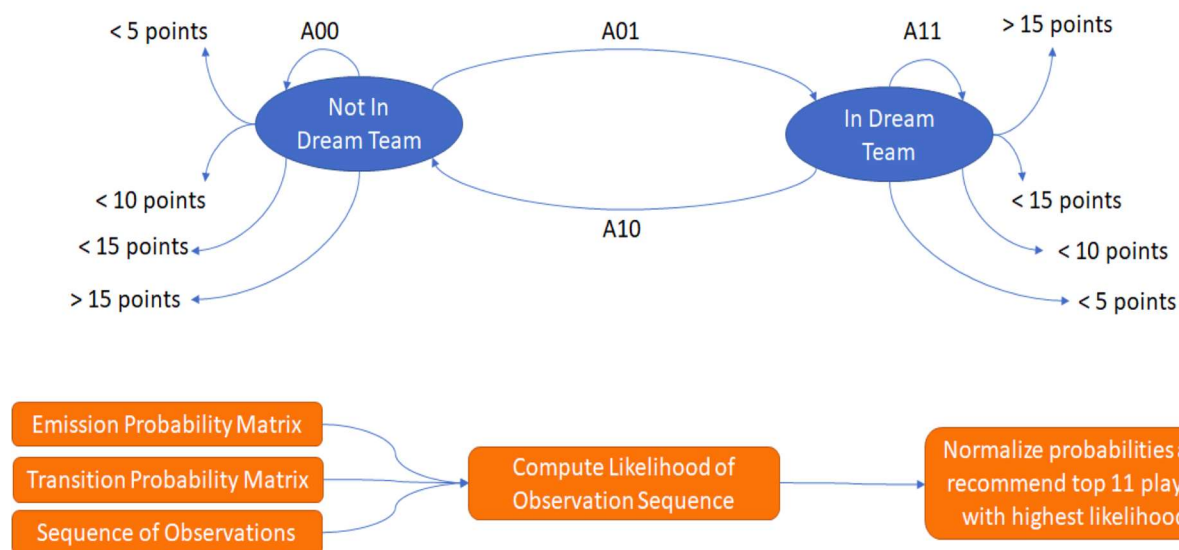 < 5 points
A00
A01
A11
> 15 points
Not In
Dream Team
In Dream
Team
< 10 points
< 15 points
> 15 points
A10
< 15 points
< 10 points
< 5 points
Emission Probability Matrix
Transition Probability Matrix
Sequence of Observations
Compute Likelihood of
Observation Sequence
Normalize probabilities
recommend top 11
with highest